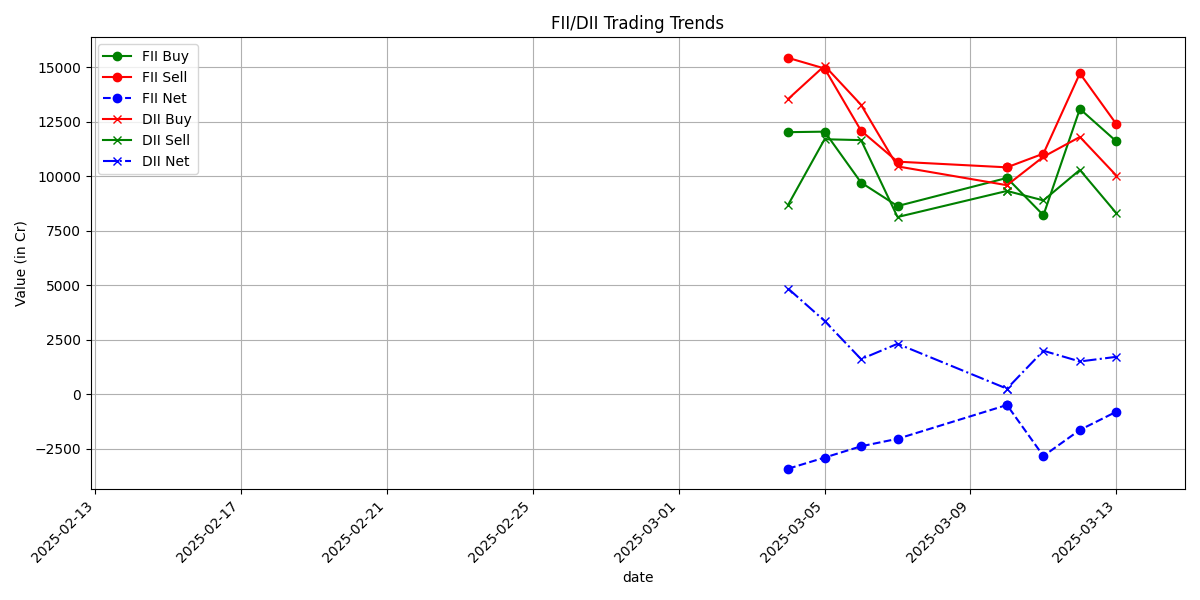 FII/DII Trading Trends
FII Buy
FII Sell
FII Net
DII Buy
DII Sell
DII Net
Value (in Cr)
15000
12500
10000
7500
5000
2500
0
−2500
2025-02-13
2025-02-17
2025-02-21
2025-02-25
2025-03-01
2025-03-05
2025-03-09
2025-03-13
date